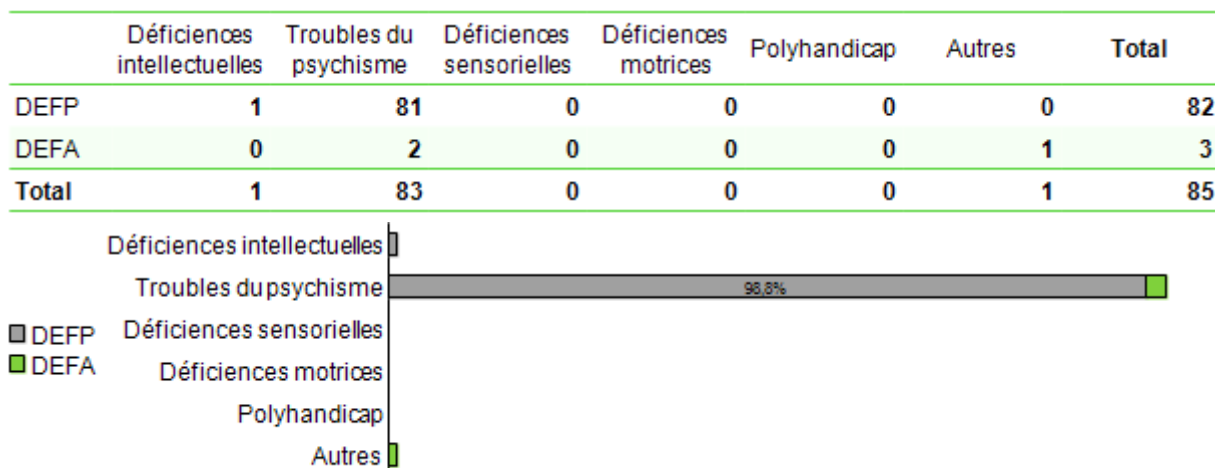 Déficiences intellectuelles Troubles du psychisme Déficiences sensorielles Déficiences motrices Polyhandicap Autres Total
DEFP 1 81 0 0 0 0 82
DEFA 0 2 0 0 0 1 3
Total 1 83 0 0 0 1 85
Déficiences intellectuelles
Troubles du psychisme 98,8%
Déficiences sensorielles
DEFP
DEFA
Déficiences motrices
Polyhandicap
Autres